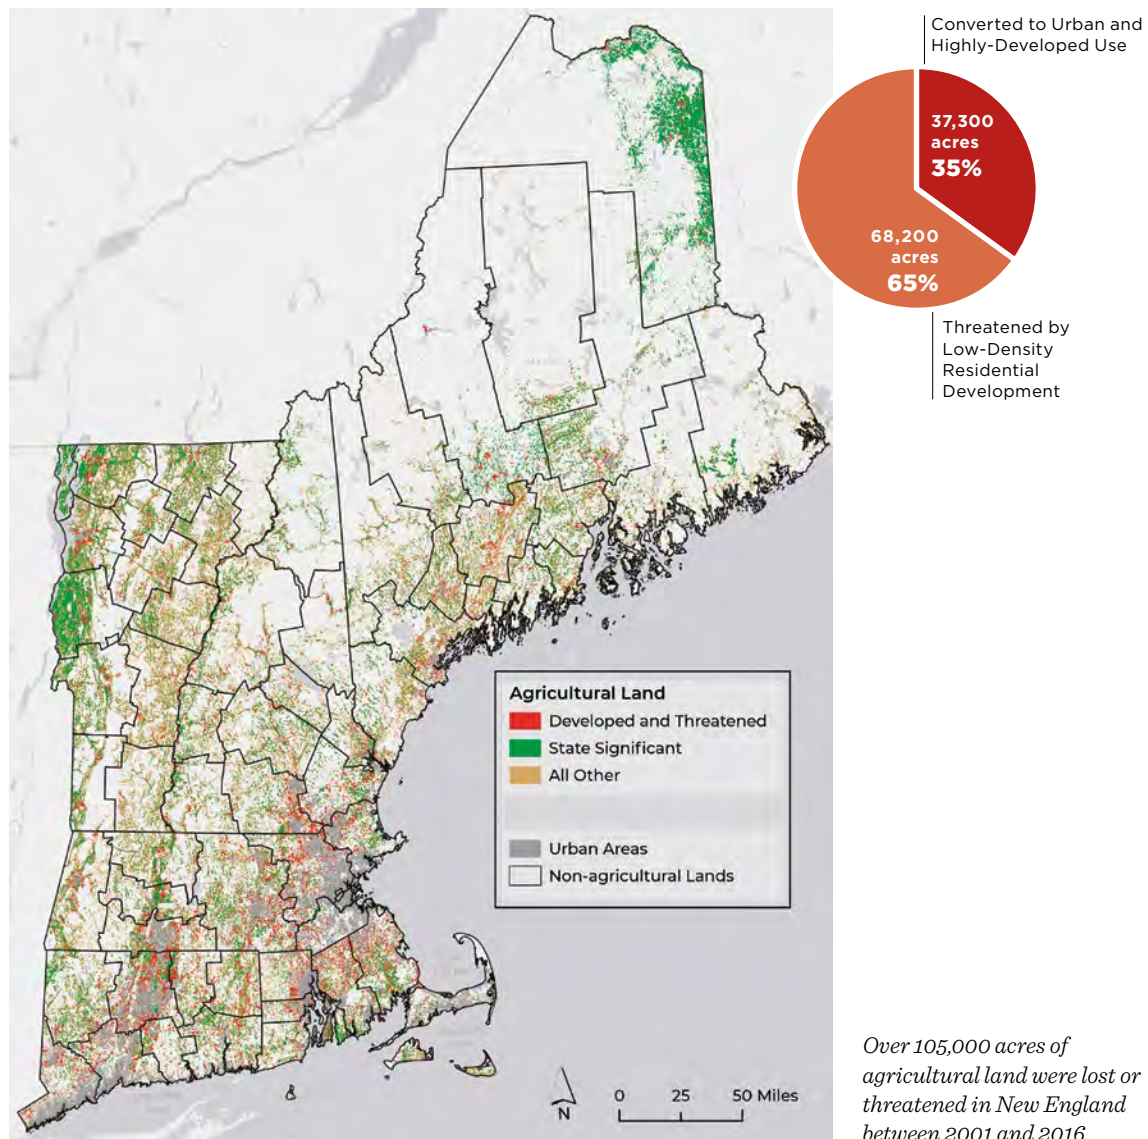 Converted to Urban and
Highly-Developed Use
37,300
acres
35%
68,200
acres
65%
Threatened by
Low-Density
Residential
Development
Agricultural Land
Developed and Threatened
State Significant
All Other
Urban Areas
Non-agricultural Lands
N
0 25 50 Miles
Over 105,000 acres of
agricultural land were lost or
threatened in New England
between 2001 and 2016